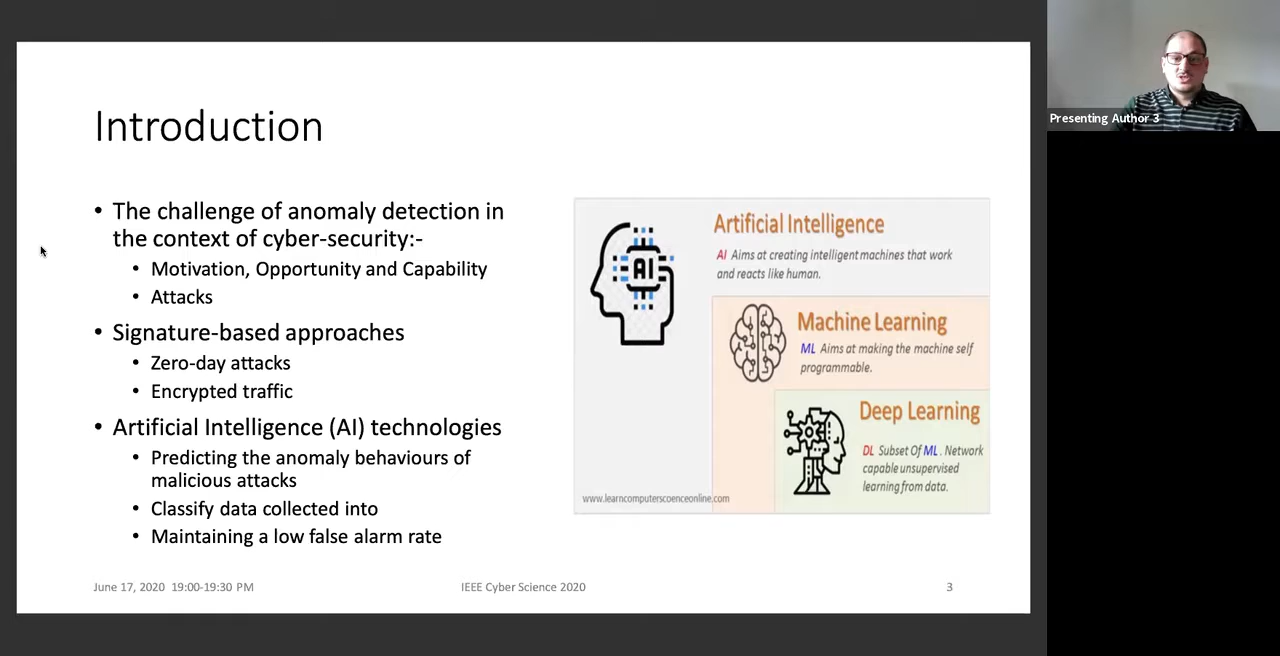 Introduction
• The challenge of anomaly detection in
the context of cyber-security:-
• Motivation, Opportunity and Capability
• Attacks
• Signature-based approaches
• Zero-day attacks
• Encrypted traffic
• Artificial Intelligence (AI) technologies
• Predicting the anomaly behaviours of
malicious attacks
• Classify data collected into
• Maintaining a low false alarm rate
AI
Artificial Intelligence
AI Aims at creating intelligent machines that work
and reacts like human.
Machine Learning
ML Aims at making the machine self
programmable.
Deep Learning
DL Subset Of ML . Network
capable unsupervised
learning from data.
www.learncomputerscoenceonline.com
June 17, 2020 19:00-19:30 PM
IEEE Cyber Science 2020
3
Presenting Author 3